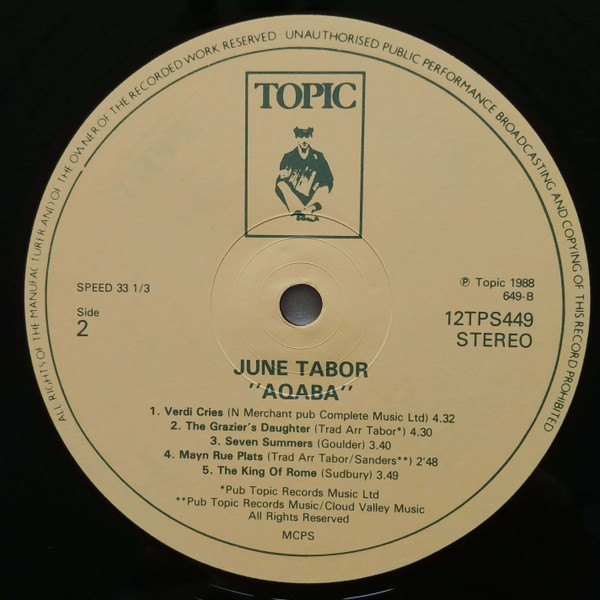 ALL RIGHTS OF THE MANUFACTURER AND OF THE OWNER OF THE RECORDED WORK RESERVED UNAUTHORISED PUBLIC PERFORMANCE BROADCASTING AND COPYING OF THIS RECORD PROHIBITED
TOPIC
SPEED 33 1/3
Side
2
℗ Topic 1988
649-B
12TPS449
STEREO
JUNE TABOR
"AQABA"
1. Verdi Cries (N Merchant pub Complete Music Ltd) 4.32
2. The Grazier's Daughter (Trad Arr Tabor*) 4.30
3. Seven Summers (Goulder) 3.40
4. Mayn Rue Plats (Trad Arr Tabor/Sanders**) 2'48
5. The King Of Rome (Sudbury) 3.49
*Pub Topic Records Music Ltd
**Pub Topic Records Music/Cloud Valley Music
All Rights Reserved
MCPS